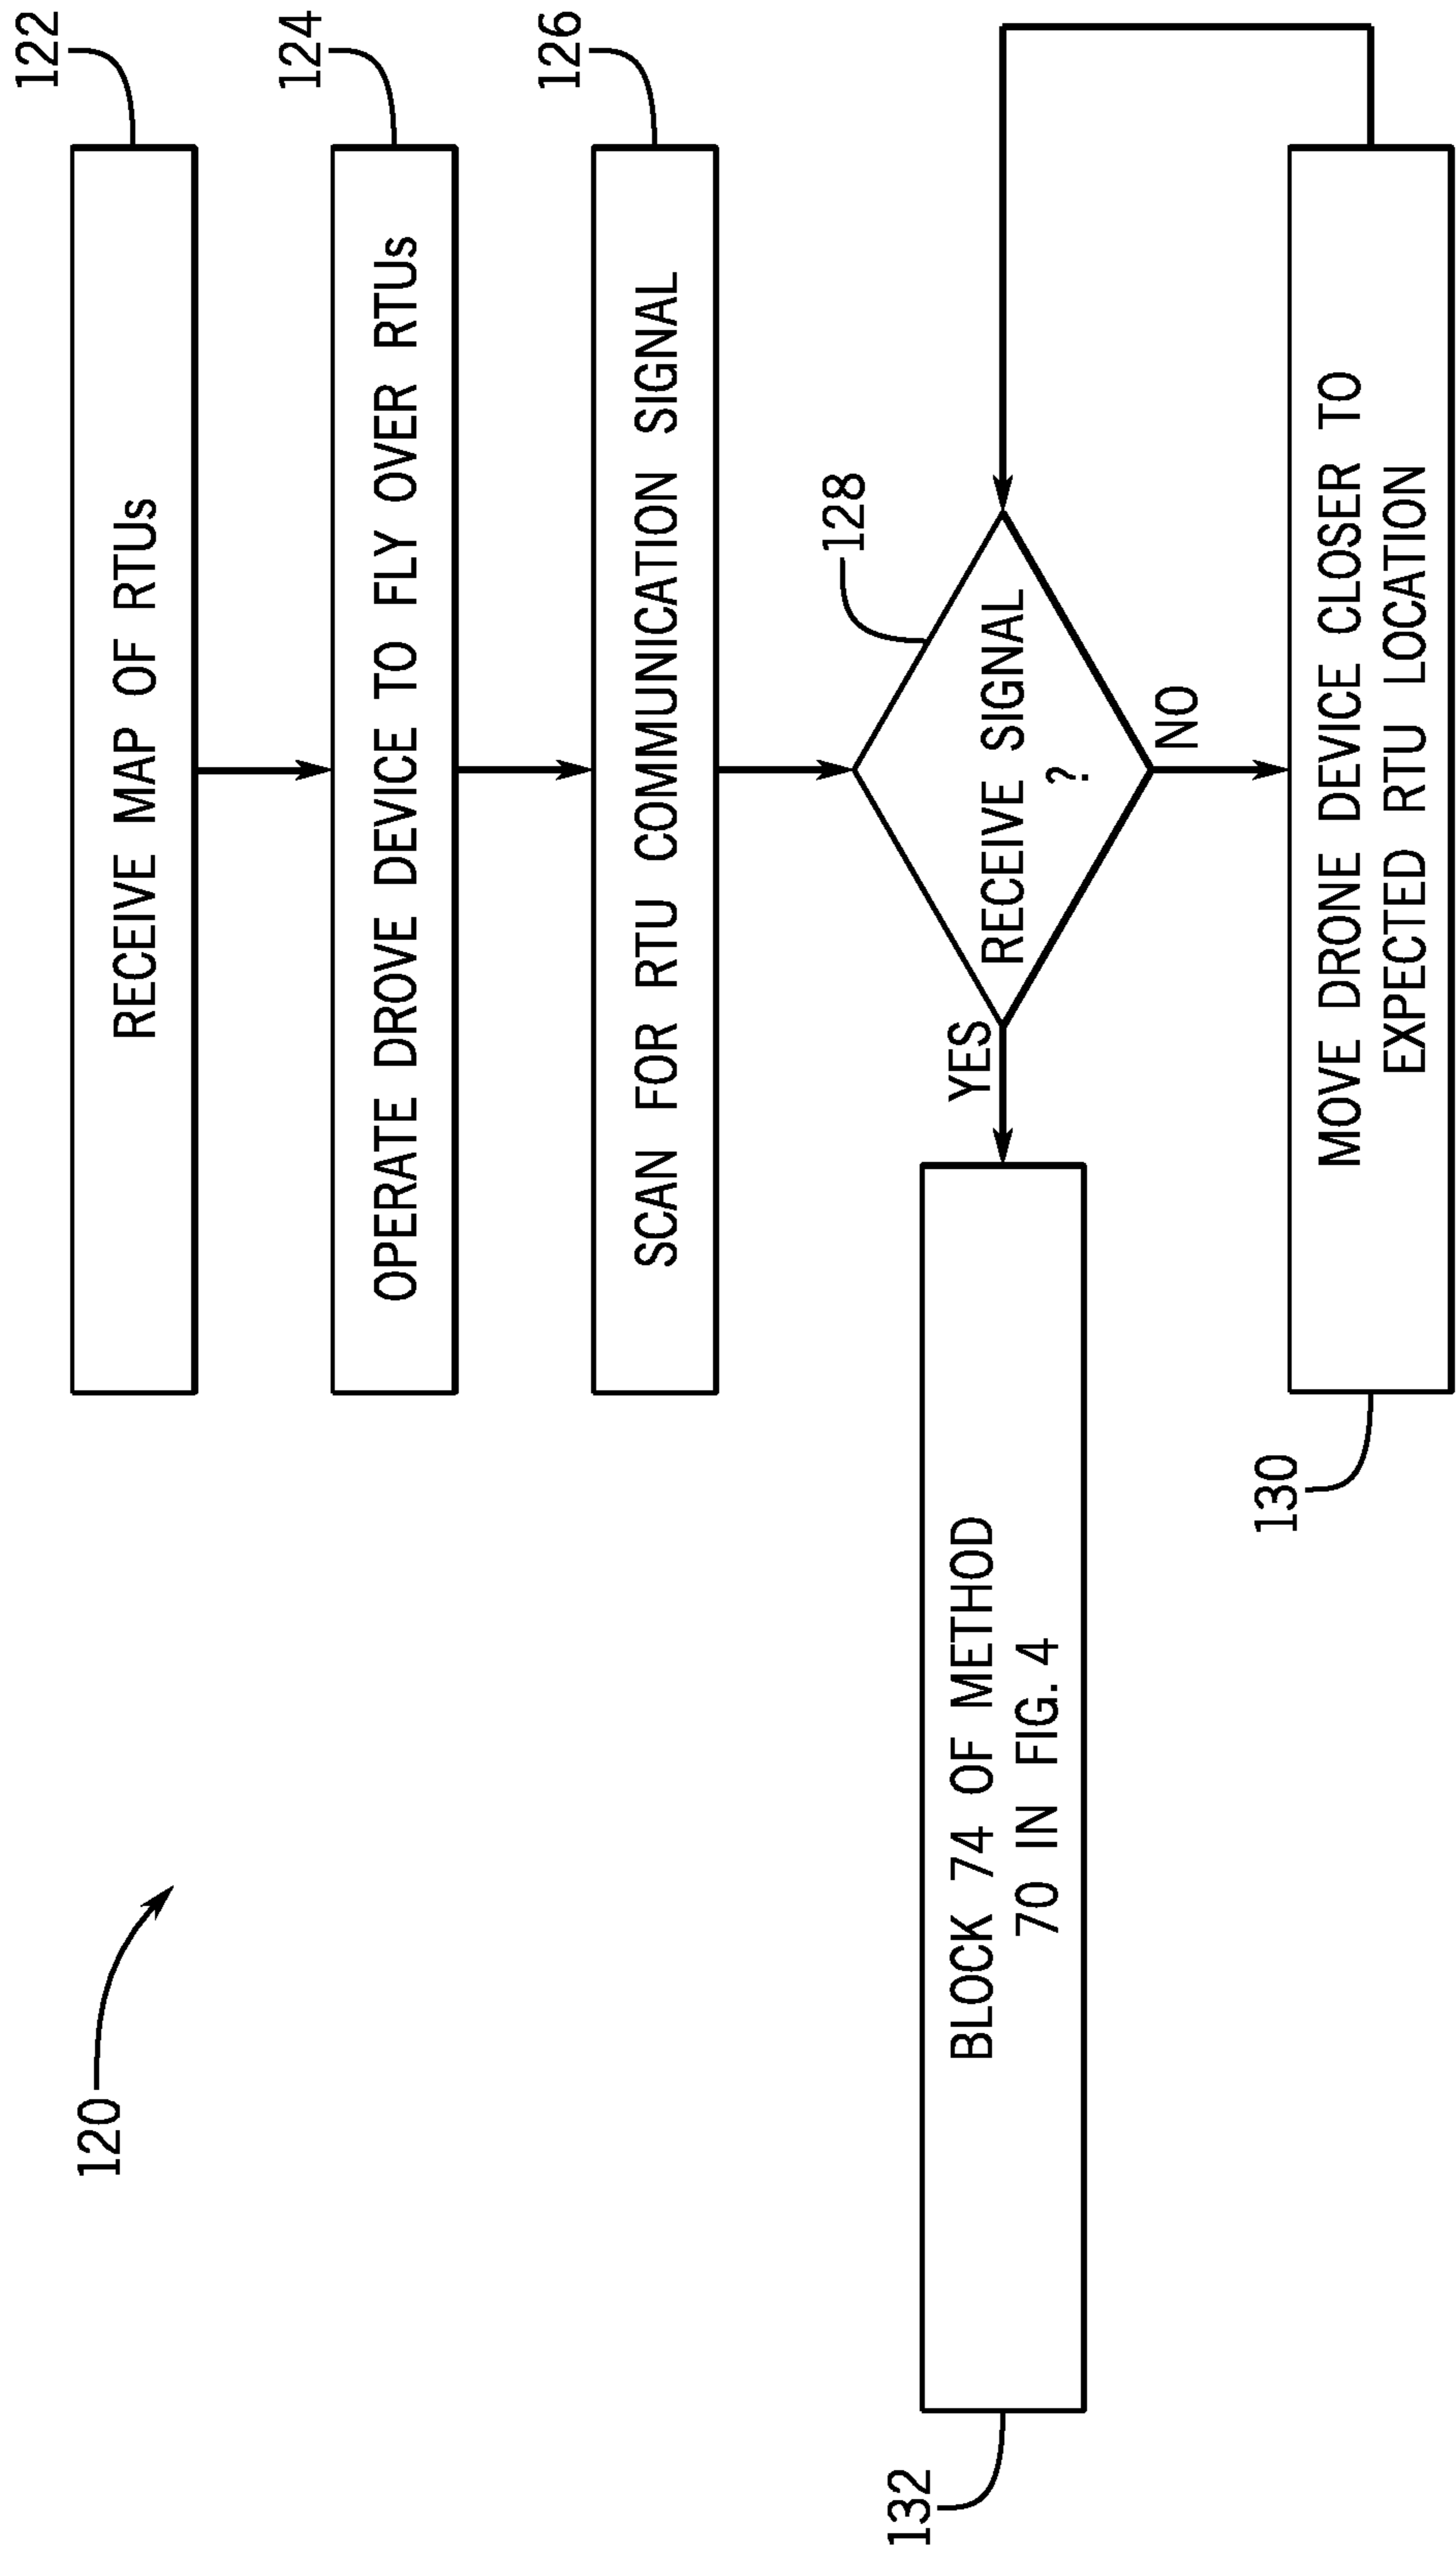 120
122
RECEIVE MAP OF RTUs
124
OPERATE DROVE DEVICE TO FLY OVER RTUs
126
SCAN FOR RTU COMMUNICATION SIGNAL
128
RECEIVE SIGNAL
?
YES
NO
132
BLOCK 74 OF METHOD
70 IN FIG. 4
130
MOVE DRONE DEVICE CLOSER TO
EXPECTED RTU LOCATION